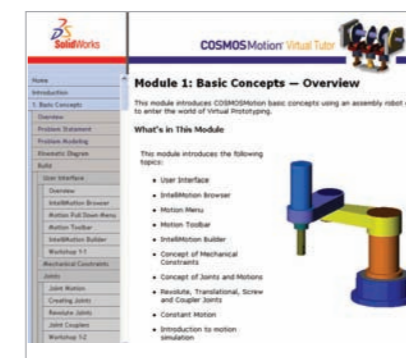 SolidWorks
COSMOSMotion Virtual Tutor
Home
Introduction
1. Basic Concepts
Overview
Problem Statement
Problem Modeling
Kinematic Diagram
Build
User Interface
Overview
IntelliMotion Browser
Motion Pull Down Menu
Motion Toolbar
IntelliMotion Builder
Workshop 1-1
Mechanical Constraints
Joints
Joint Motion
Creating Joints
Revolute Joints
Joint Couplers
Workshop 1-2
Module 1: Basic Concepts — Overview
This module introduces COSMOSMotion basic concepts using an assembly robot
to enter the world of Virtual Prototyping.
What's in This Module
This module introduces the following
topics:
• User Interface
• IntelliMotion Browser
• Motion Menu
• Motion Toolbar
• IntelliMotion Builder
• Concept of Mechanical
Constraints
• Concept of Joints and Motions
• Revolute, Translational, Screw
and Coupler Joints
• Constant Motion
• Introduction to motion
simulation